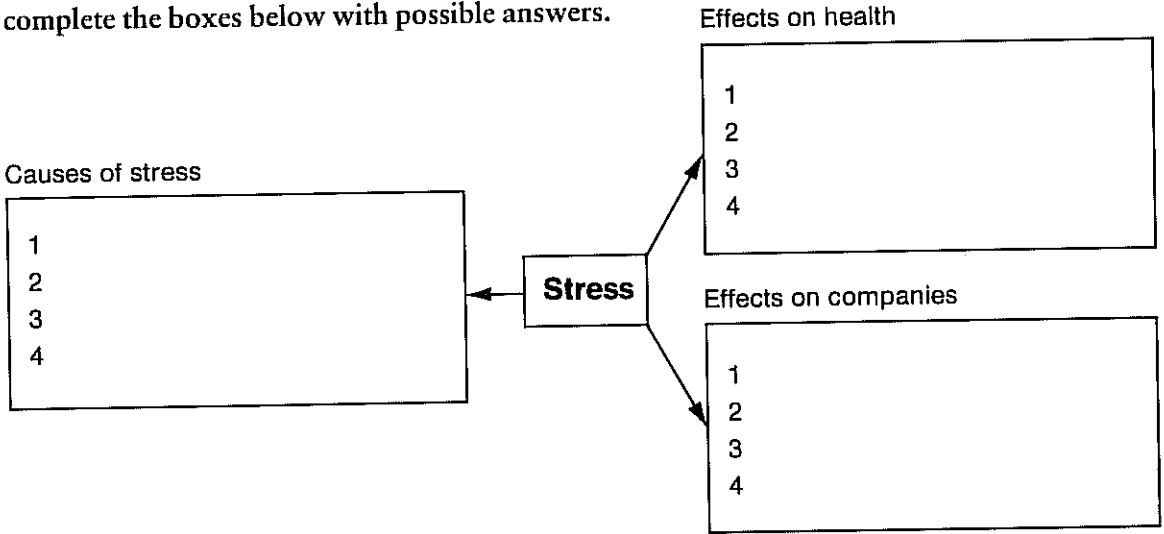 complete the boxes below with possible answers.
Effects on health
1
2
3
4
Causes of stress
1
2
3
4
Stress
Effects on companies
1
2
3
4